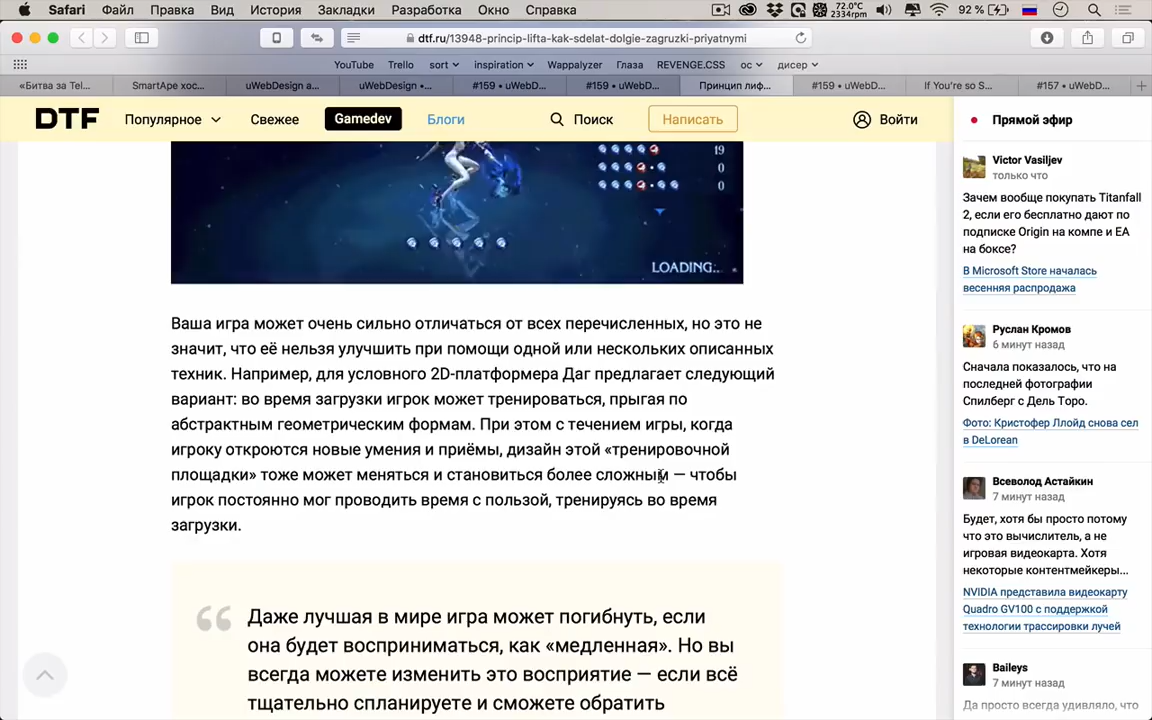 Safari Файл Правка Вид История Закладки Разработка Окно Справка 72.0°C 2334rpm 92 %
dtf.ru/13948-princip-lifta-kak-sdelat-dolgie-zagruzki-priyatnymi
YouTube Trello sort inspiration Wappalyzer Глаза REVENGE.CSS ос дисер
«Битва за Tel... SmartApe хос... uWebDesign а... uWebDesign •... #159 • uWebD... #159 • uWebD... Принцип лиф... #159 • uWebD... If You're so S... #157 • uWebD...
DTF Популярное Свежее Gamedev Блоги Поиск Написать Войти
19
0
0
LOADING..
Ваша игра может очень сильно отличаться от всех перечисленных, но это не
значит, что её нельзя улучшить при помощи одной или нескольких описанных
техник. Например, для условного 2D-платформера Даг предлагает следующий
вариант: во время загрузки игрок может тренироваться, прыгая по
абстрактным геометрическим формам. При этом с течением игры, когда
игроку откроются новые умения и приёмы, дизайн этой «тренировочной
площадки» тоже может меняться и становиться более сложным — чтобы
игрок постоянно мог проводить время с пользой, тренируясь во время
загрузки.
Даже лучшая в мире игра может погибнуть, если
она будет восприниматься, как «медленная». Но вы
всегда можете изменить это восприятие — если всё
тщательно спланируете и сможете обратить
Прямой эфир
Victor Vasiljev
только что
Зачем вообще покупать Titanfall
2, если его бесплатно дают по
подписке Origin на компе и EA
на боксе?
В Microsoft Store началась
весенняя распродажа
Руслан Кромов
6 минут назад
Сначала показалось, что на
последней фотографии
Спилберг с Дель Торо.
Фото: Кристофер Ллойд снова сел
в DeLorean
Всеволод Астайкин
7 минут назад
Будет, хотя бы просто потому
что это вычислитель, а не
игровая видеокарта. Хотя
некоторые контентмейкеры...
NVIDIA представила видеокарту
Quadro GV100 с поддержкой
технологии трассировки лучей
Baileys
7 минут назад
Да просто всегда удивляло, что